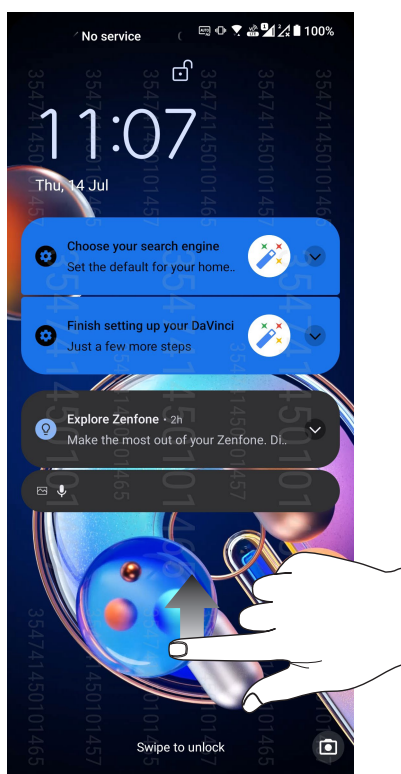 No service
100%
11:07
Thu, 14 Jul
Choose your search engine
Set the default for your home..
Finish setting up your DaVinci
Just a few more steps
Explore Zenfone • 2h
Make the most out of your Zenfone. Di..
Swipe to unlock
354741450101465
354741450101457